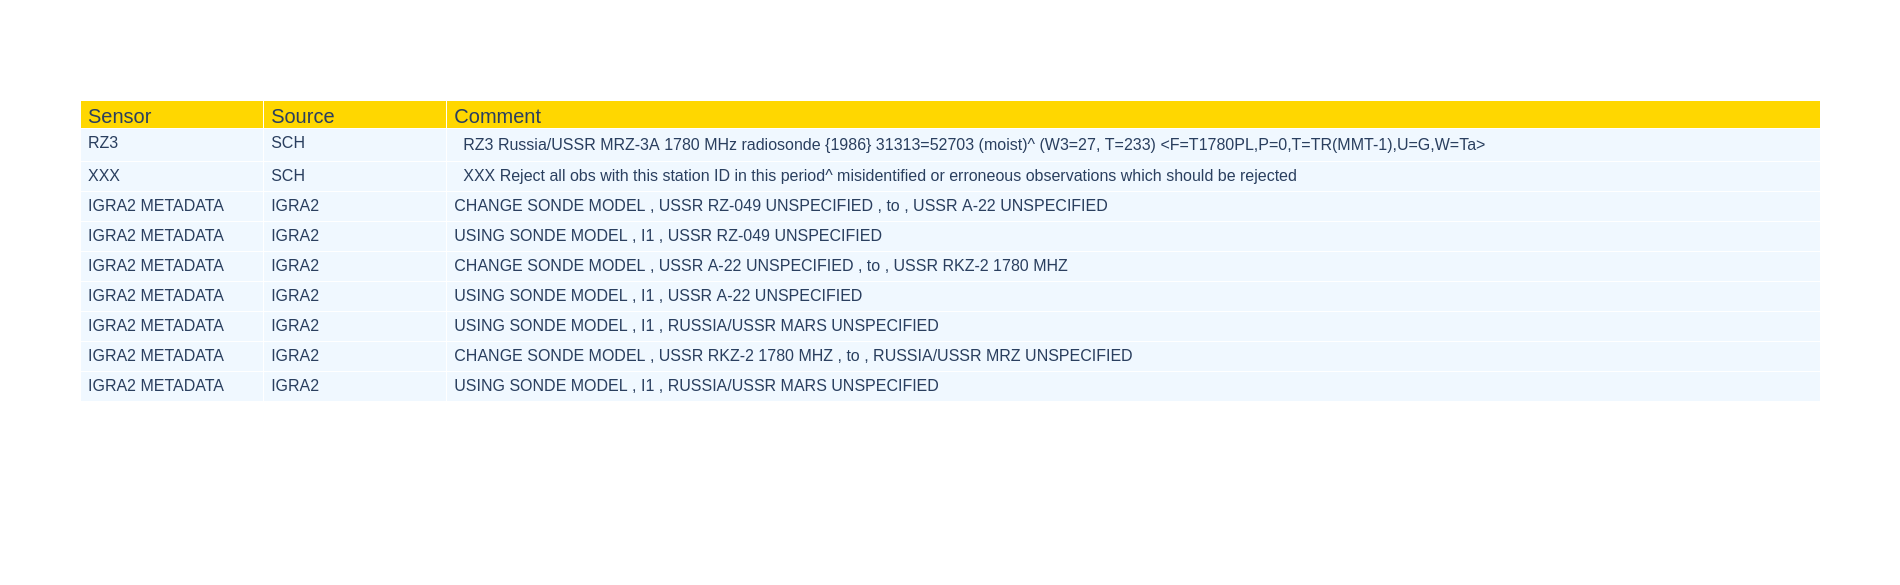 Sensor Source Comment
RZ3 SCH RZ3 Russia/USSR MRZ-3A 1780 MHz radiosonde {1986} 31313=52703 (moist)^ (W3=27, T=233) <F=T1780PL,P=0,T=TR(MMT-1),U=G,W=Ta>
XXX SCH XXX Reject all obs with this station ID in this period^ misidentified or erroneous observations which should be rejected
IGRA2 METADATA IGRA2 CHANGE SONDE MODEL , USSR RZ-049 UNSPECIFIED , to , USSR A-22 UNSPECIFIED
IGRA2 METADATA IGRA2 USING SONDE MODEL , I1 , USSR RZ-049 UNSPECIFIED
IGRA2 METADATA IGRA2 CHANGE SONDE MODEL , USSR A-22 UNSPECIFIED , to , USSR RKZ-2 1780 MHZ
IGRA2 METADATA IGRA2 USING SONDE MODEL , I1 , USSR A-22 UNSPECIFIED
IGRA2 METADATA IGRA2 USING SONDE MODEL , I1 , RUSSIA/USSR MARS UNSPECIFIED
IGRA2 METADATA IGRA2 CHANGE SONDE MODEL , USSR RKZ-2 1780 MHZ , to , RUSSIA/USSR MRZ UNSPECIFIED
IGRA2 METADATA IGRA2 USING SONDE MODEL , I1 , RUSSIA/USSR MARS UNSPECIFIED